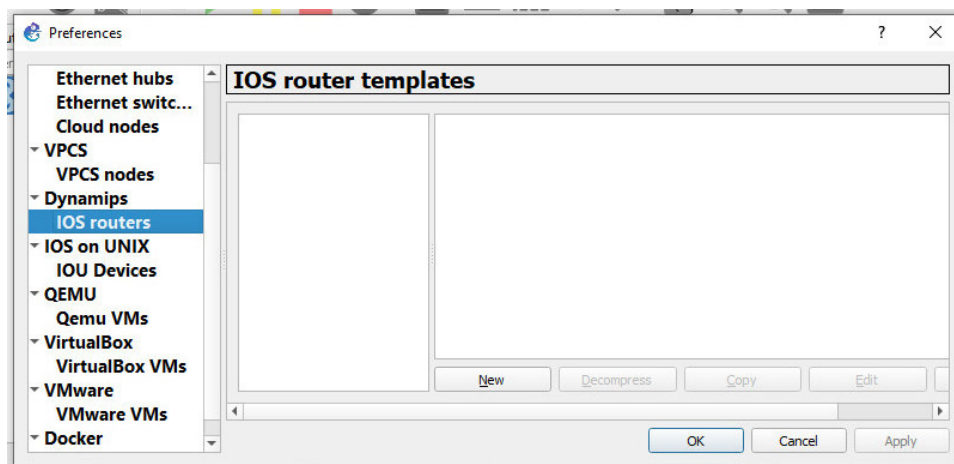 Preferences
?
Ethernet hubs
Ethernet switc...
Cloud nodes
VPCS
VPCS nodes
Dynamips
IOS routers
IOS on UNIX
IOU Devices
QEMU
Qemu VMs
VirtualBox
VirtualBox VMs
VMware
VMware VMs
Docker
IOS router templates
New
Decompress
Copy
Edit
OK
Cancel
Apply